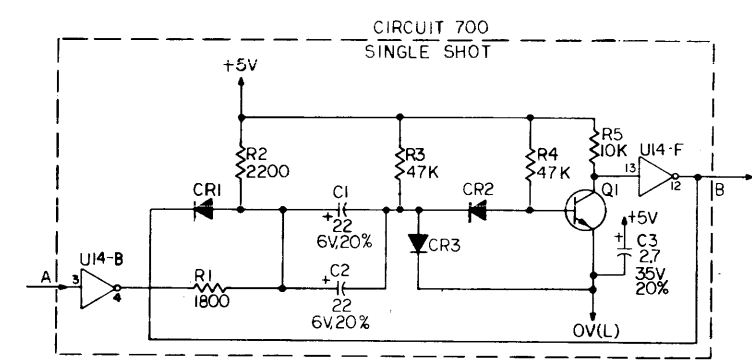 CIRCUIT 700
SINGLE SHOT
+5V
R2
2200
R3
47K
R4
47K
R5
10K
U14-F
13
12
B
Q1
CR1
C1
+
22
6V,20%
CR2
CR3
+5V
+
C3
2,7
35V
20%
U14-B
A
3
4
R1
1800
C2
+
22
6V,20%
0V(L)